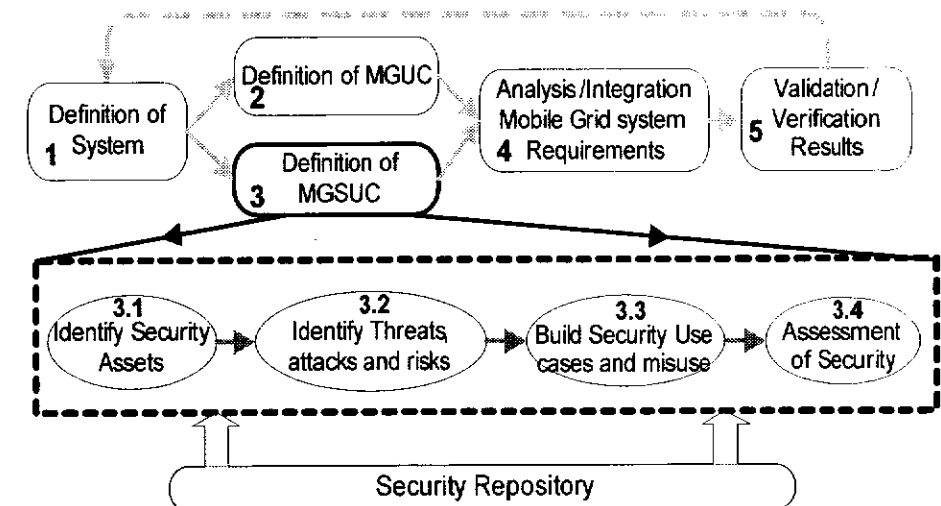 Definition of MGUC
2
Definition of
1 System
Analysis/Integration
Mobile Grid system
4 Requirements
Validation/
5 Verification
Results
Definition of
3 MGSUC
3.1
Identify Security
Assets
3.2
Identify Threats,
attacks and risks
3.3
Build Security Use
cases and misuse
3.4
Assessment
of Security
Security Repository